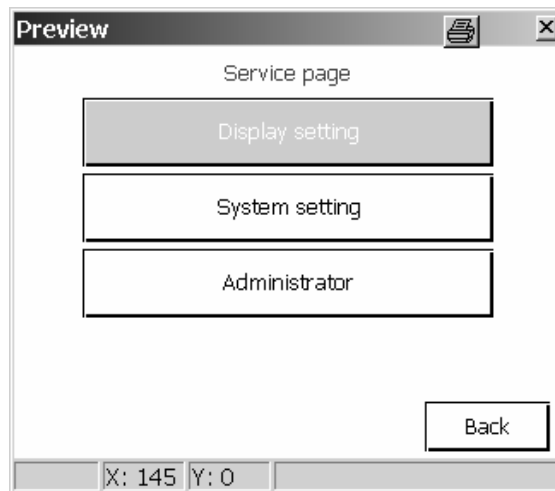 Preview
Service page
Display setting
System setting
Administrator
Back
X: 145 Y: 0